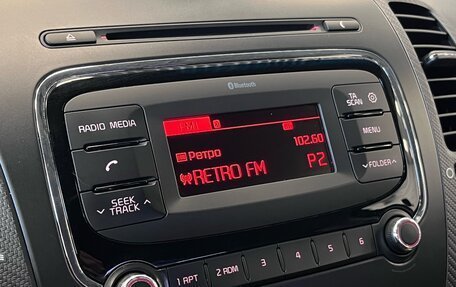 Bluetooth
RADIO MEDIA
TA
SCAN
FM1
102.60
MENU
Ретро
RETRO FM
P2
FOLDER
SEEK
TRACK
1 RPT
2 RDM
3
4
5
6